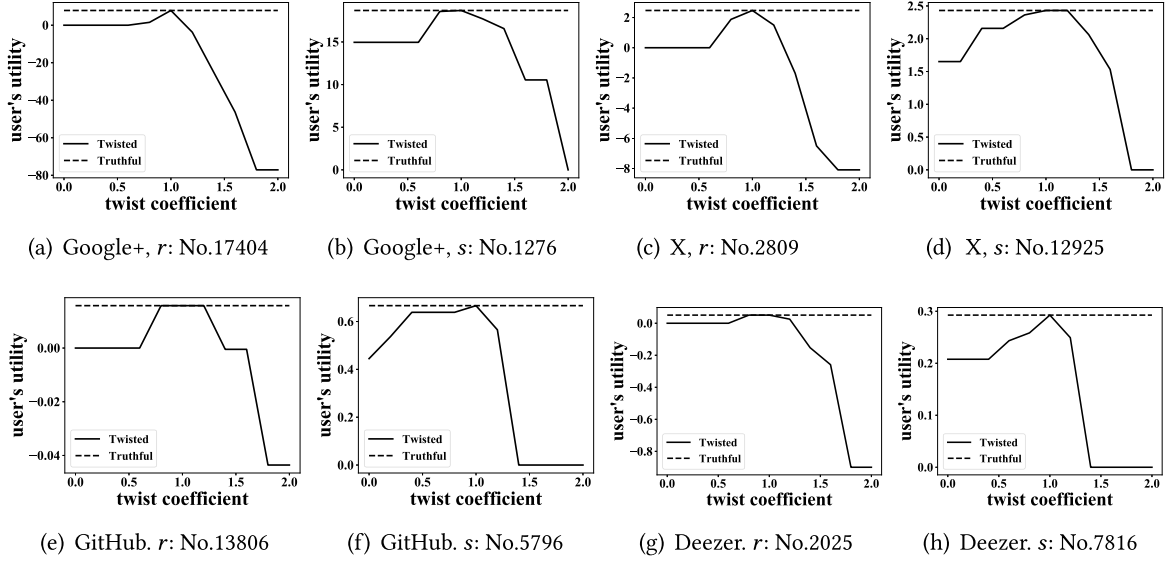 user's utility
0
−20
−40
−60
−80
Twisted
Truthful
0.0 0.5 1.0 1.5 2.0
twist coefficient
(a) Google+, r: No.17404
user's utility
15
10
5
0
Twisted
Truthful
0.0 0.5 1.0 1.5 2.0
twist coefficient
(b) Google+, s: No.1276
user's utility
2
0
−2
−4
−6
−8
Twisted
Truthful
0.0 0.5 1.0 1.5 2.0
twist coefficient
(c) X, r: No.2809
user's utility
2.5
2.0
1.5
1.0
0.5
0.0
Twisted
Truthful
0.0 0.5 1.0 1.5 2.0
twist coefficient
(d) X, s: No.12925
user's utility
0.00
−0.02
−0.04
Twisted
Truthful
0.0 0.5 1.0 1.5 2.0
twist coefficient
(e) GitHub. r: No.13806
user's utility
0.6
0.4
0.2
0.0
Twisted
Truthful
0.0 0.5 1.0 1.5 2.0
twist coefficient
(f) GitHub. s: No.5796
user's utility
0.0
−0.2
−0.4
−0.6
−0.8
Twisted
Truthful
0.0 0.5 1.0 1.5 2.0
twist coefficient
(g) Deezer. r: No.2025
user's utility
0.3
0.2
0.1
0.0
Twisted
Truthful
0.0 0.5 1.0 1.5 2.0
twist coefficient
(h) Deezer. s: No.7816